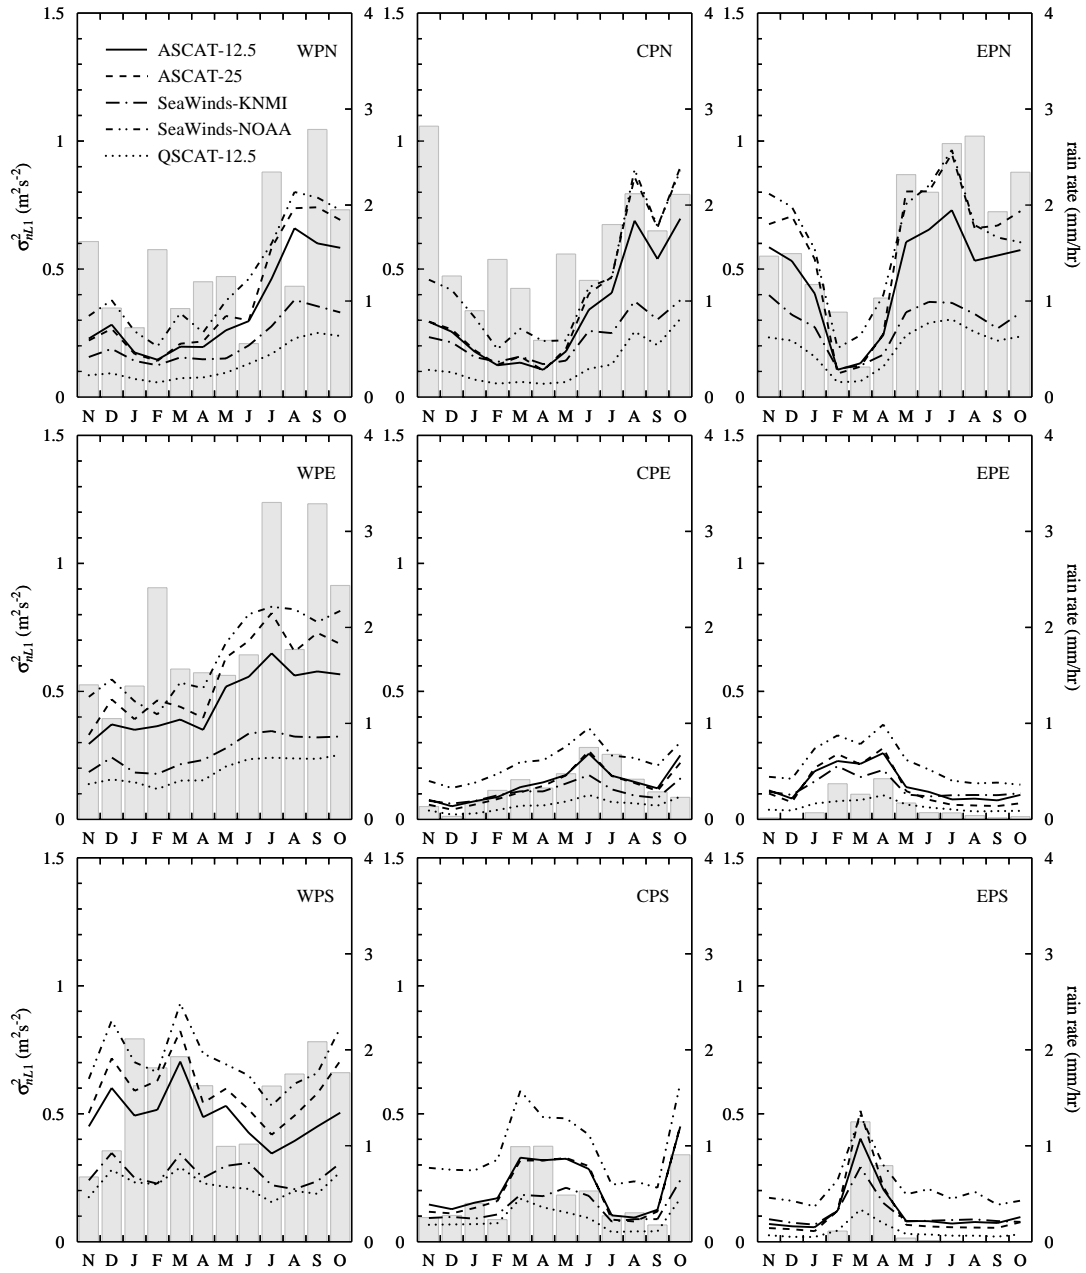 1.5 4 1.5 4 1.5 4
WPN CPN EPN
ASCAT-12.5
ASCAT-25
SeaWinds-KNMI
SeaWinds-NOAA
QSCAT-12.5
3 3 3
1 1 1
2 2 2
0.5 0.5 0.5
1 1 1
0 0 0 0 0 0
σ²nL1 (m²s⁻²)
rain rate (mm/hr)
N D J F M A M J J A S O N D J F M A M J J A S O N D J F M A M J J A S O
1.5 4 1.5 4 1.5 4
WPE CPE EPE
3 3 3
1 1 1
2 2 2
0.5 0.5 0.5
1 1 1
0 0 0 0 0 0
σ²nL1 (m²s⁻²)
rain rate (mm/hr)
N D J F M A M J J A S O N D J F M A M J J A S O N D J F M A M J J A S O
1.5 4 1.5 4 1.5 4
WPS CPS EPS
3 3 3
1 1 1
2 2 2
0.5 0.5 0.5
1 1 1
0 0 0 0 0 0
σ²nL1 (m²s⁻²)
rain rate (mm/hr)
N D J F M A M J J A S O N D J F M A M J J A S O N D J F M A M J J A S O